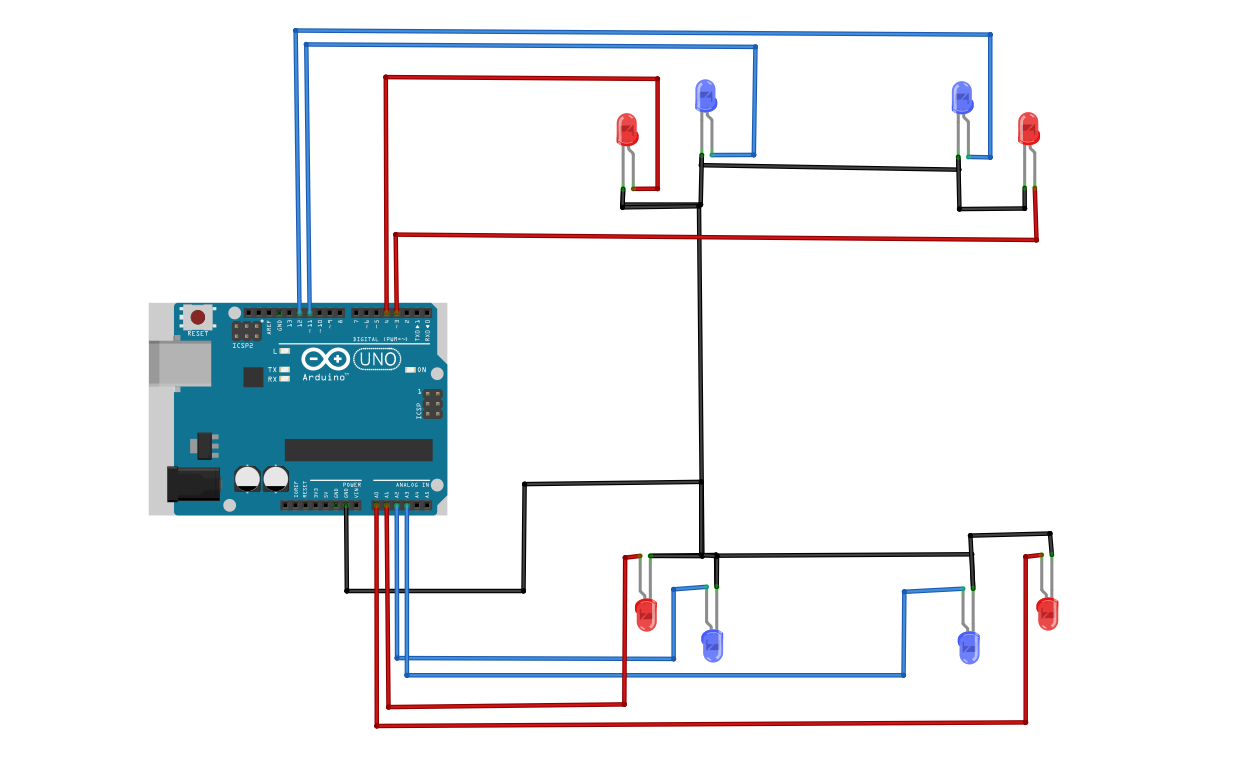 RESET
ICSP2
AREF
GND
13
12
~11
~10
~9
8
7
~6
~5
4
~3
2
TXD▶1
RXD◀0
DIGITAL (PWM=~)
L
TX
RX
UNO
Arduino™
ON
1
ICSP
POWER
ANALOG IN
IOREF
RESET
3V3
5V
GND
GND
VIN
A0
A1
A2
A3
A4
A5